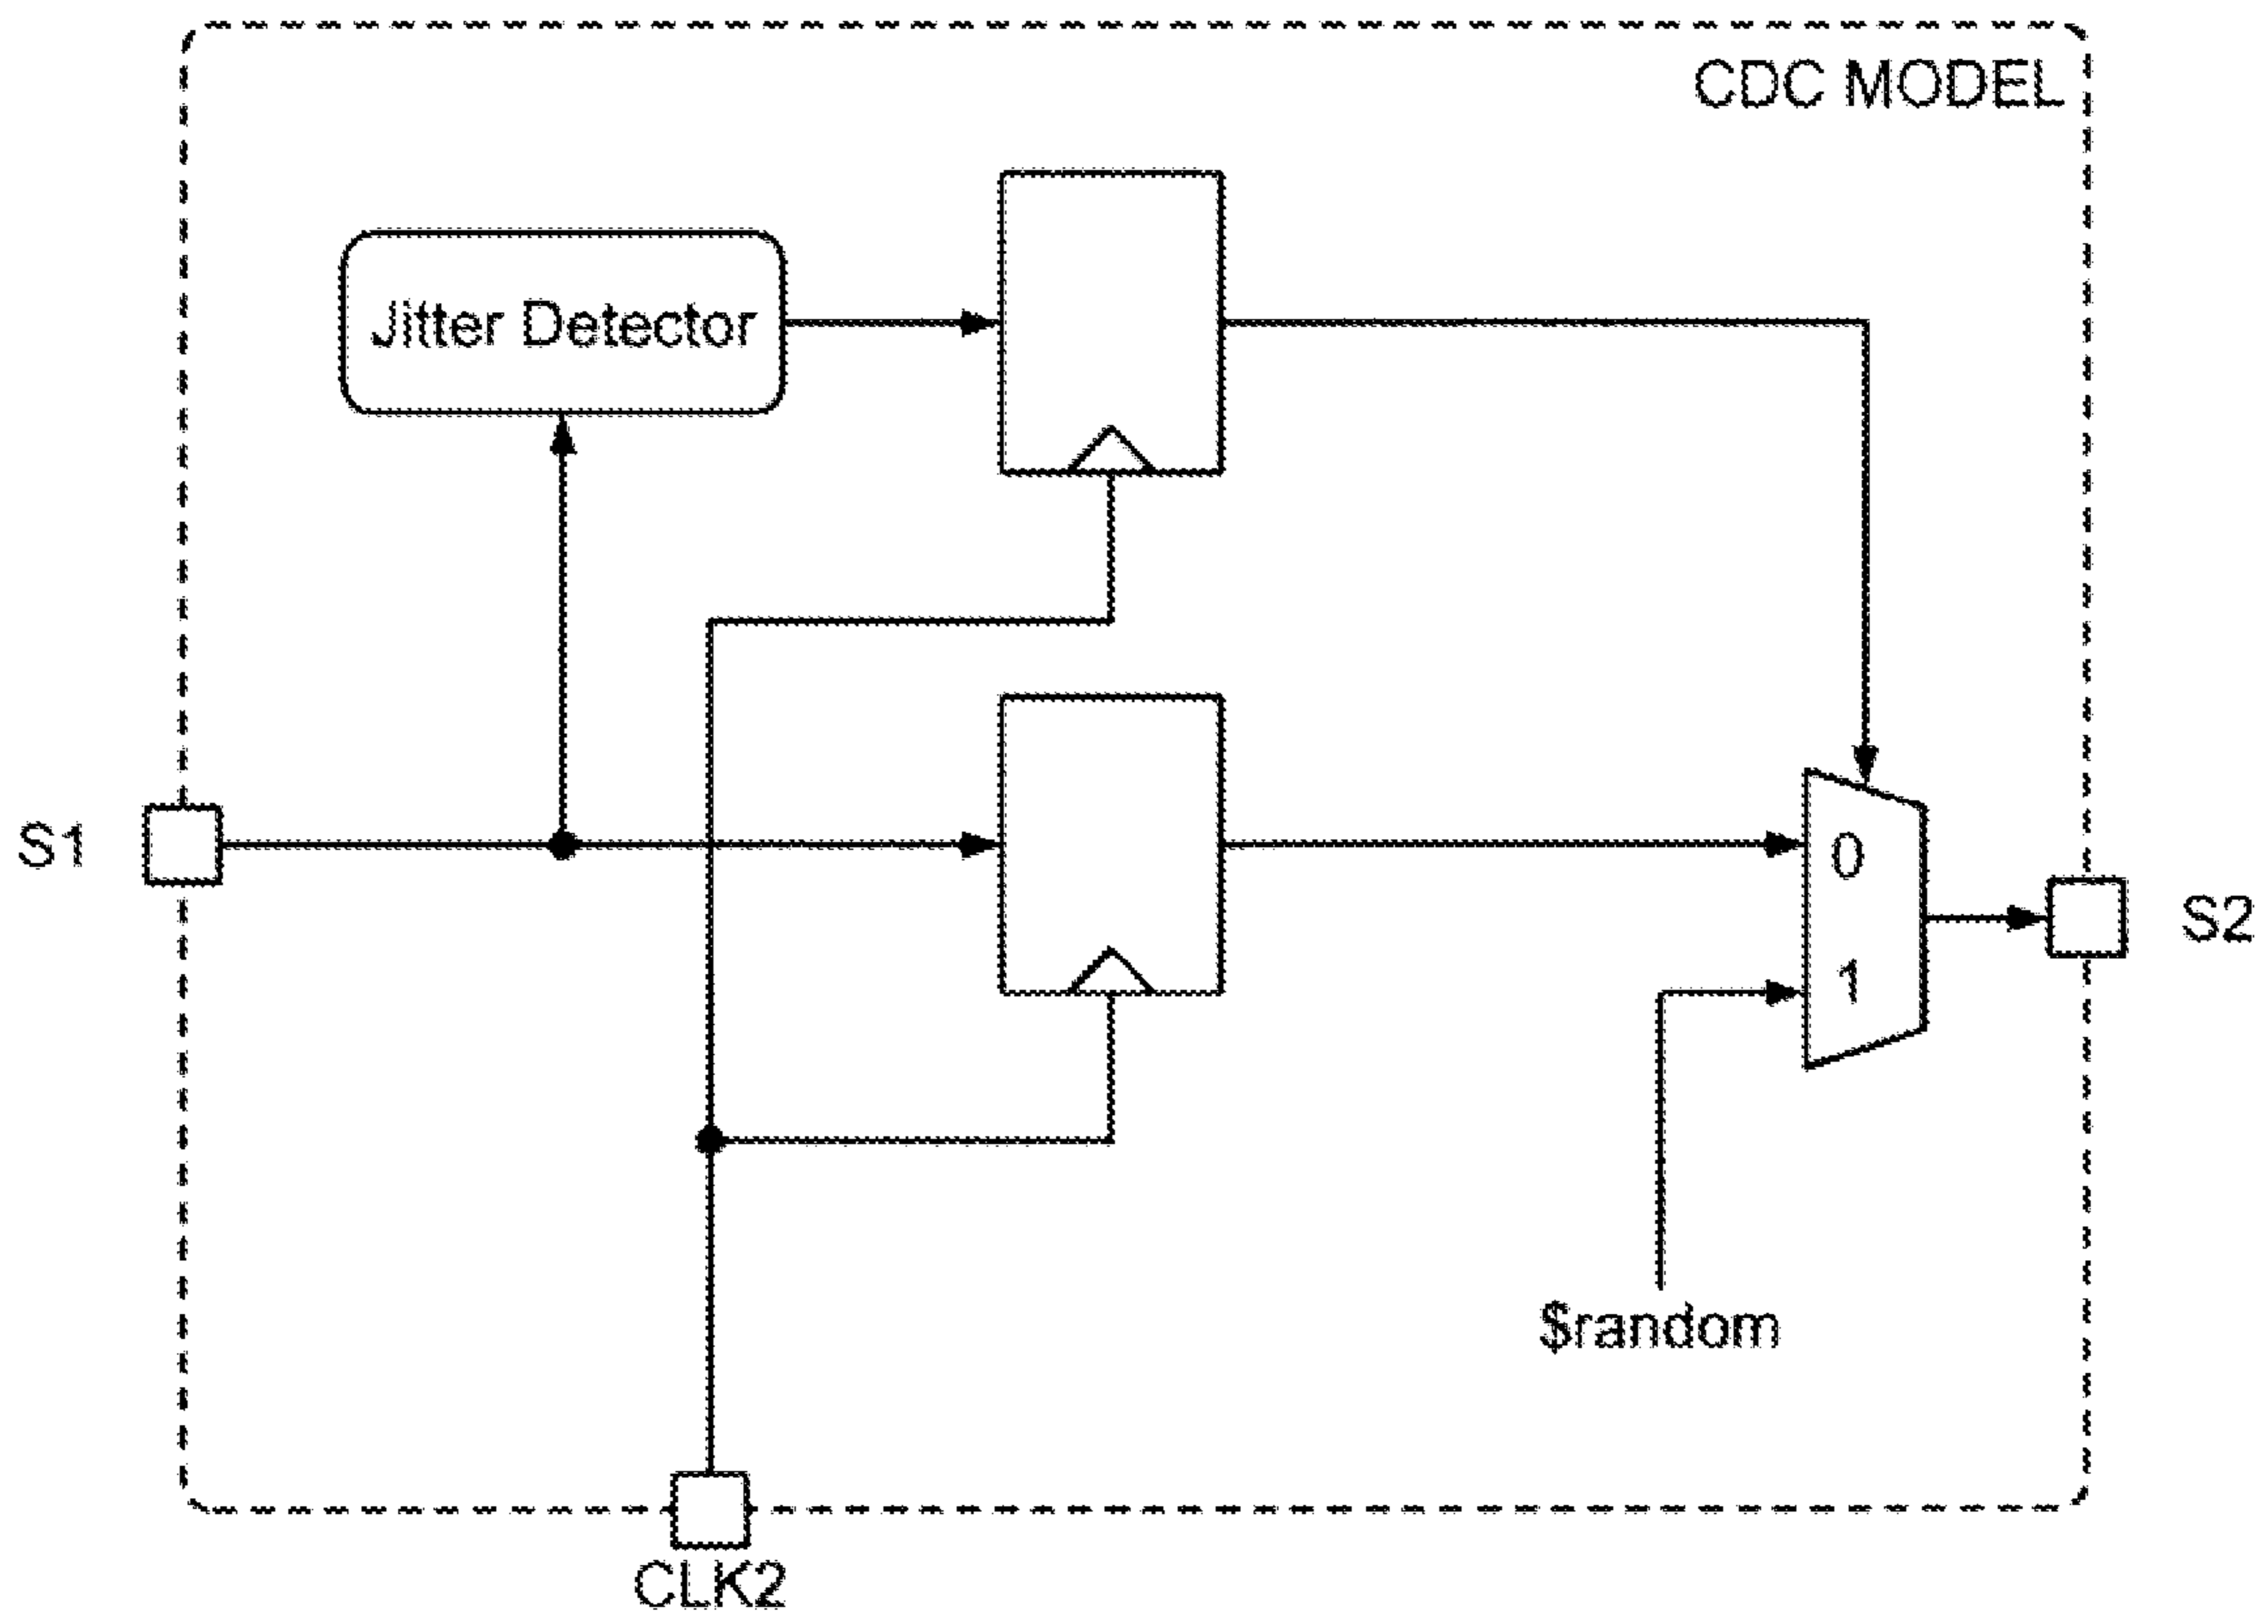 CDC MODEL
Jitter Detector
S1
0
S2
1
$random
CLK2